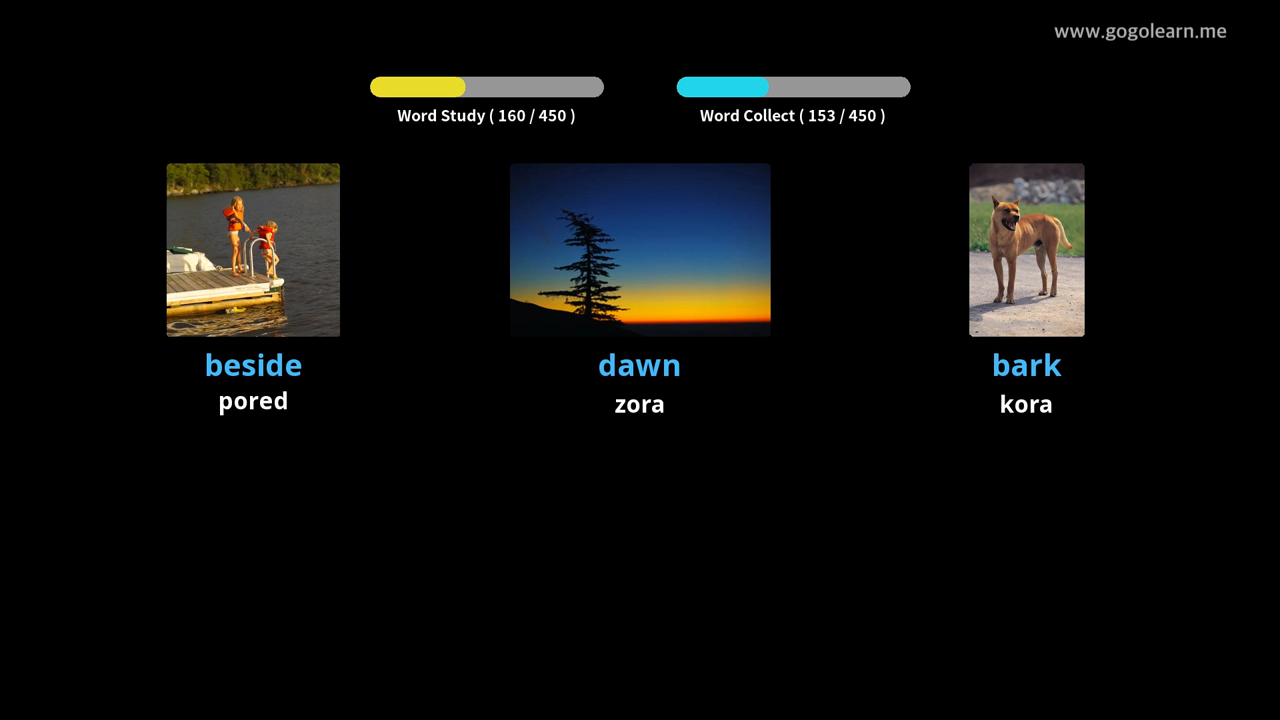 www.gogolearn.me
Word Study ( 160 / 450 )
Word Collect ( 153 / 450 )
beside
pored
dawn
zora
bark
kora